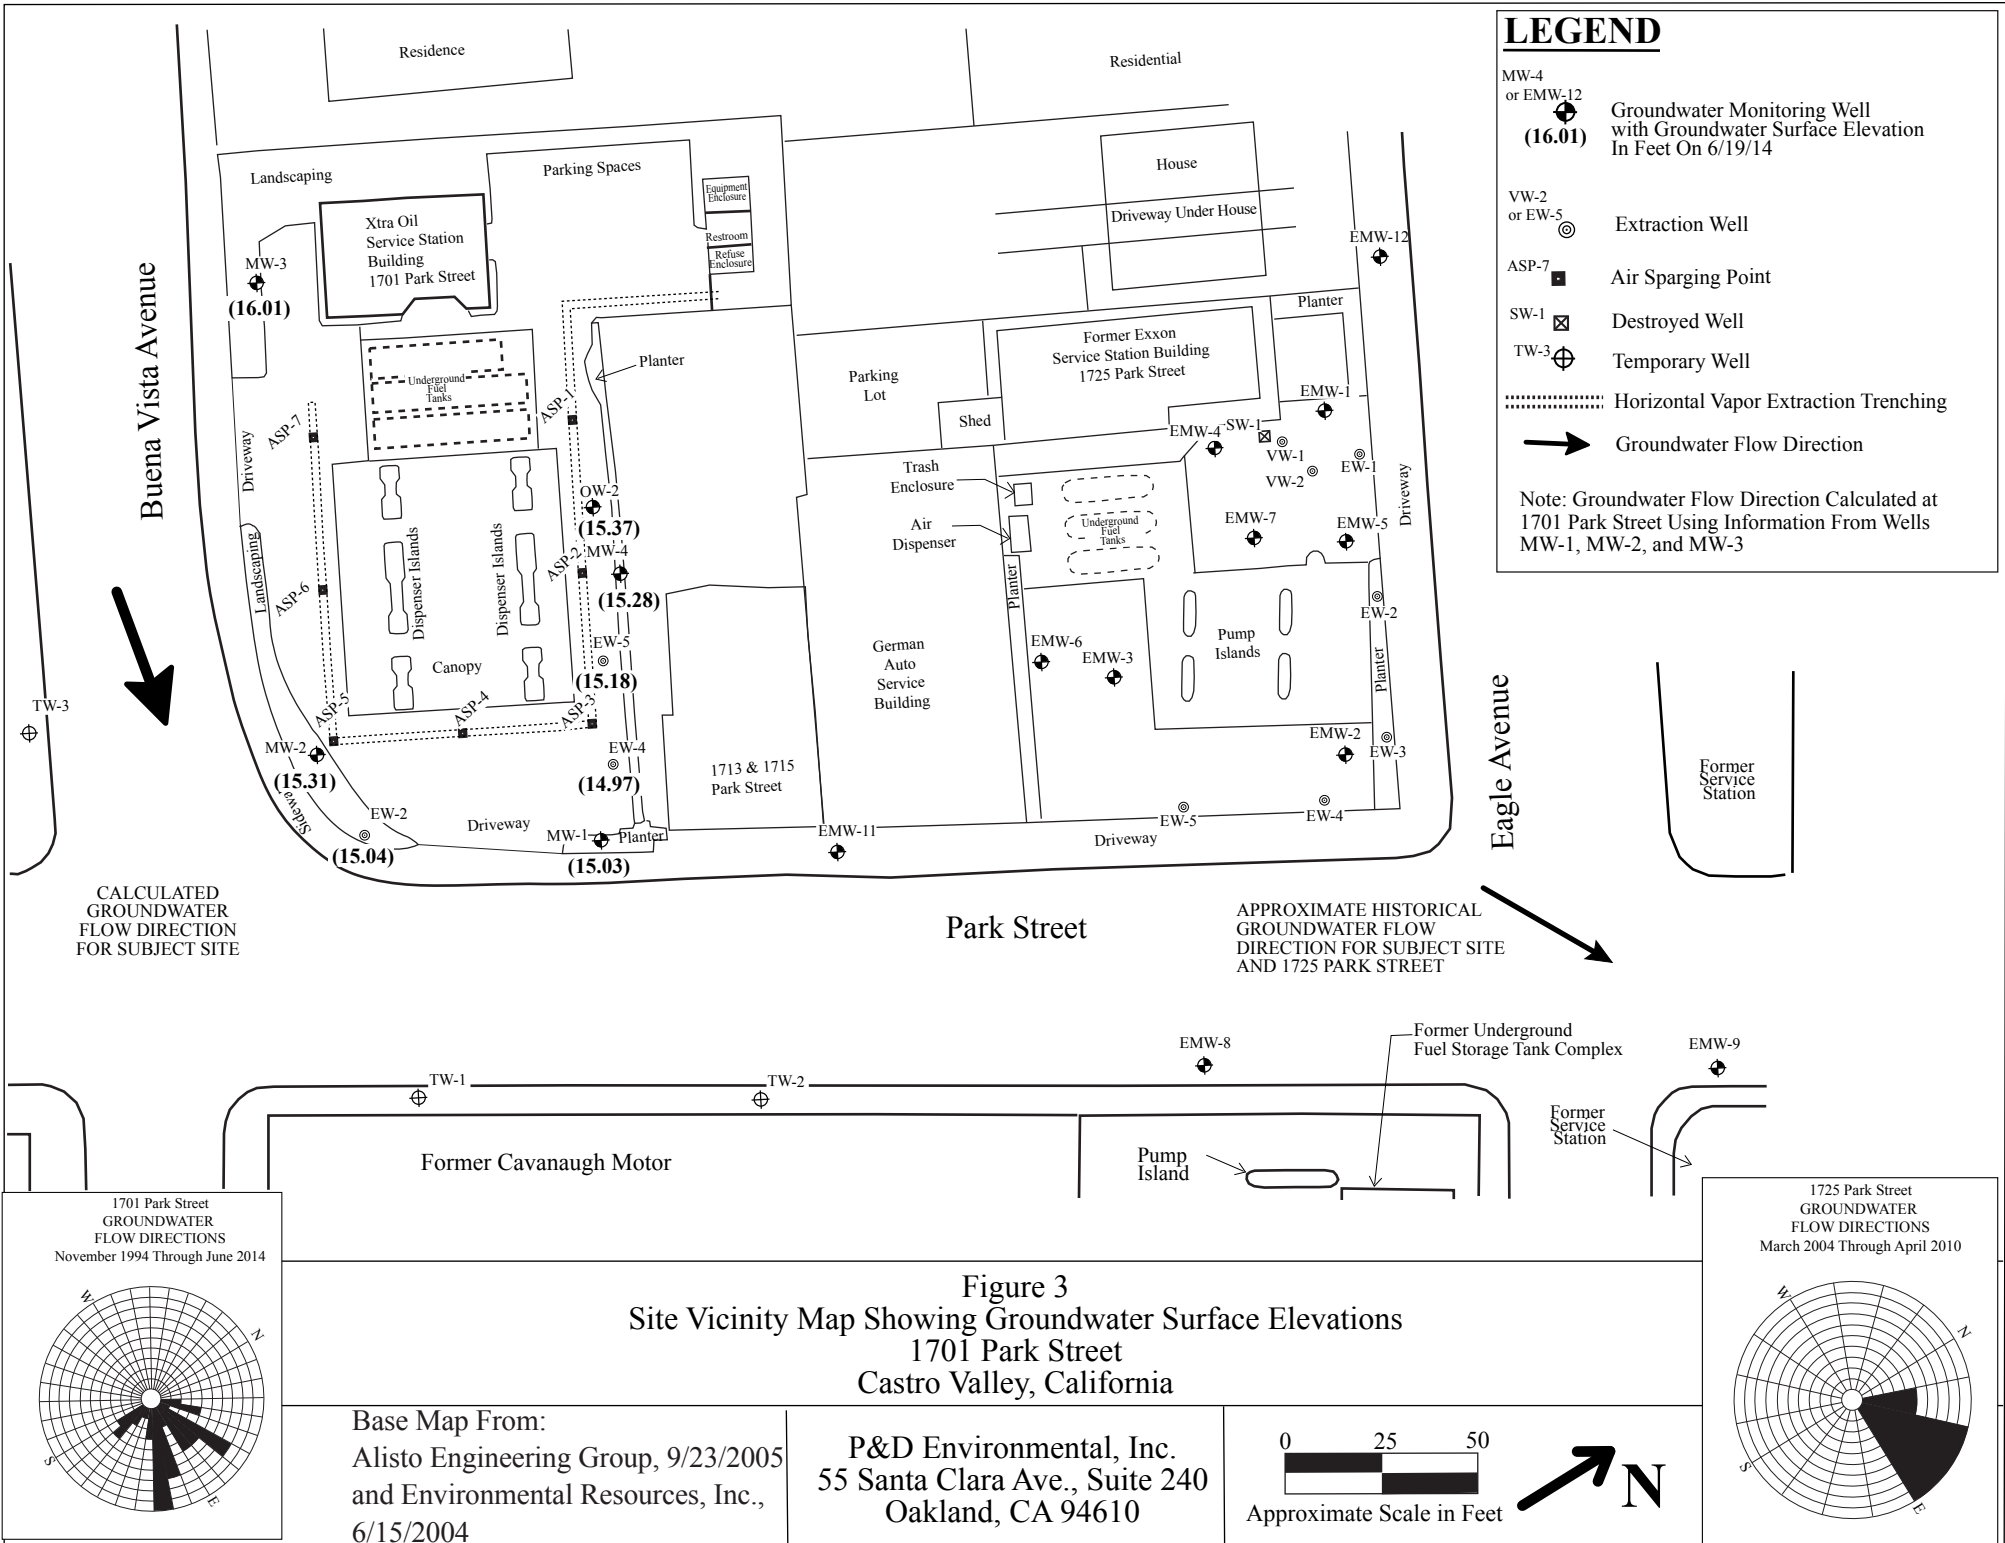 Residence
Residential
Landscaping
Parking Spaces
Equipment
Enclosure
Restroom
Refuse
Enclosure
Xtra Oil
Service Station
Building
1701 Park Street
MW-3
(16.01)
Buena Vista Avenue
House
Driveway Under House
EMW-12
Planter
Former Exxon
Service Station Building
1725 Park Street
Planter
Parking
Lot
Shed
Underground
Fuel
Tanks
ASP-1
ASP-7
Driveway
EMW-1
SW-1
EMW-4
VW-1
VW-2
EW-1
Driveway
Trash
Enclosure
Air
Dispenser
Underground
Fuel
Tanks
EMW-7
EMW-5
OW-2
(15.37)
ASP-2
MW-4
(15.28)
Landscaping
ASP-6
Dispenser Islands
Dispenser Islands
Canopy
EW-5
(15.18)
Planter
EW-2
EMW-6
EMW-3
Pump
Islands
Planter
German
Auto
Service
Building
TW-3
ASP-5
ASP-4
ASP-3
MW-2
(15.31)
EW-4
(14.97)
1713 & 1715
Park Street
EMW-2
EW-3
Eagle Avenue
Former
Service
Station
EW-2
(15.04)
Driveway
MW-1
Planter
(15.03)
EMW-11
EW-5
EW-4
Driveway
CALCULATED
GROUNDWATER
FLOW DIRECTION
FOR SUBJECT SITE
Park Street
APPROXIMATE HISTORICAL
GROUNDWATER FLOW
DIRECTION FOR SUBJECT SITE
AND 1725 PARK STREET
EMW-8
Former Underground
Fuel Storage Tank Complex
EMW-9
TW-1
TW-2
Former Cavanaugh Motor
Pump
Island
Former
Service
Station
LEGEND
MW-4
or EMW-12
(16.01)
Groundwater Monitoring Well
with Groundwater Surface Elevation
In Feet On 6/19/14
VW-2
or EW-5
Extraction Well
ASP-7
Air Sparging Point
SW-1
Destroyed Well
TW-3
Temporary Well
Horizontal Vapor Extraction Trenching
Groundwater Flow Direction
Note: Groundwater Flow Direction Calculated at
1701 Park Street Using Information From Wells
MW-1, MW-2, and MW-3
1701 Park Street
GROUNDWATER
FLOW DIRECTIONS
November 1994 Through June 2014
W
N
S
E
Figure 3
Site Vicinity Map Showing Groundwater Surface Elevations
1701 Park Street
Castro Valley, California
Base Map From:
Alisto Engineering Group, 9/23/2005
and Environmental Resources, Inc.,
6/15/2004
P&D Environmental, Inc.
55 Santa Clara Ave., Suite 240
Oakland, CA 94610
0 25 50
Approximate Scale in Feet
N
1725 Park Street
GROUNDWATER
FLOW DIRECTIONS
March 2004 Through April 2010
W
N
S
E